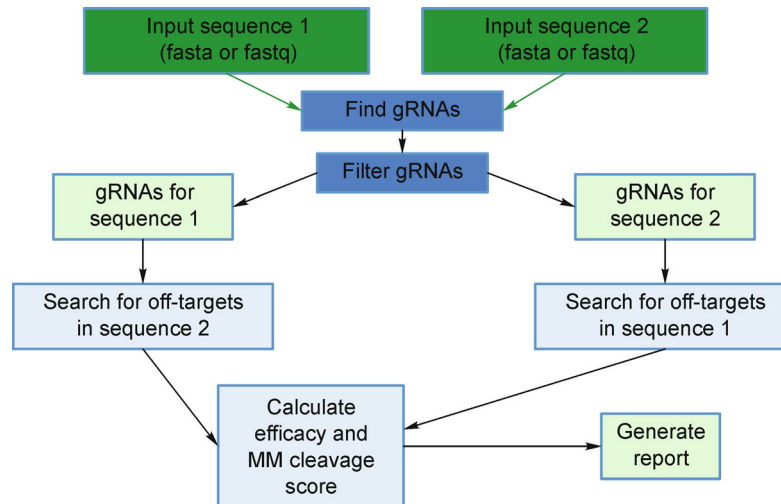 Input sequence 1
(fasta or fastq)
Input sequence 2
(fasta or fastq)
Find gRNAs
Filter gRNAs
gRNAs for
sequence 1
gRNAs for
sequence 2
Search for off-targets
in sequence 2
Search for off-targets
in sequence 1
Calculate
efficacy and
MM cleavage
score
Generate
report